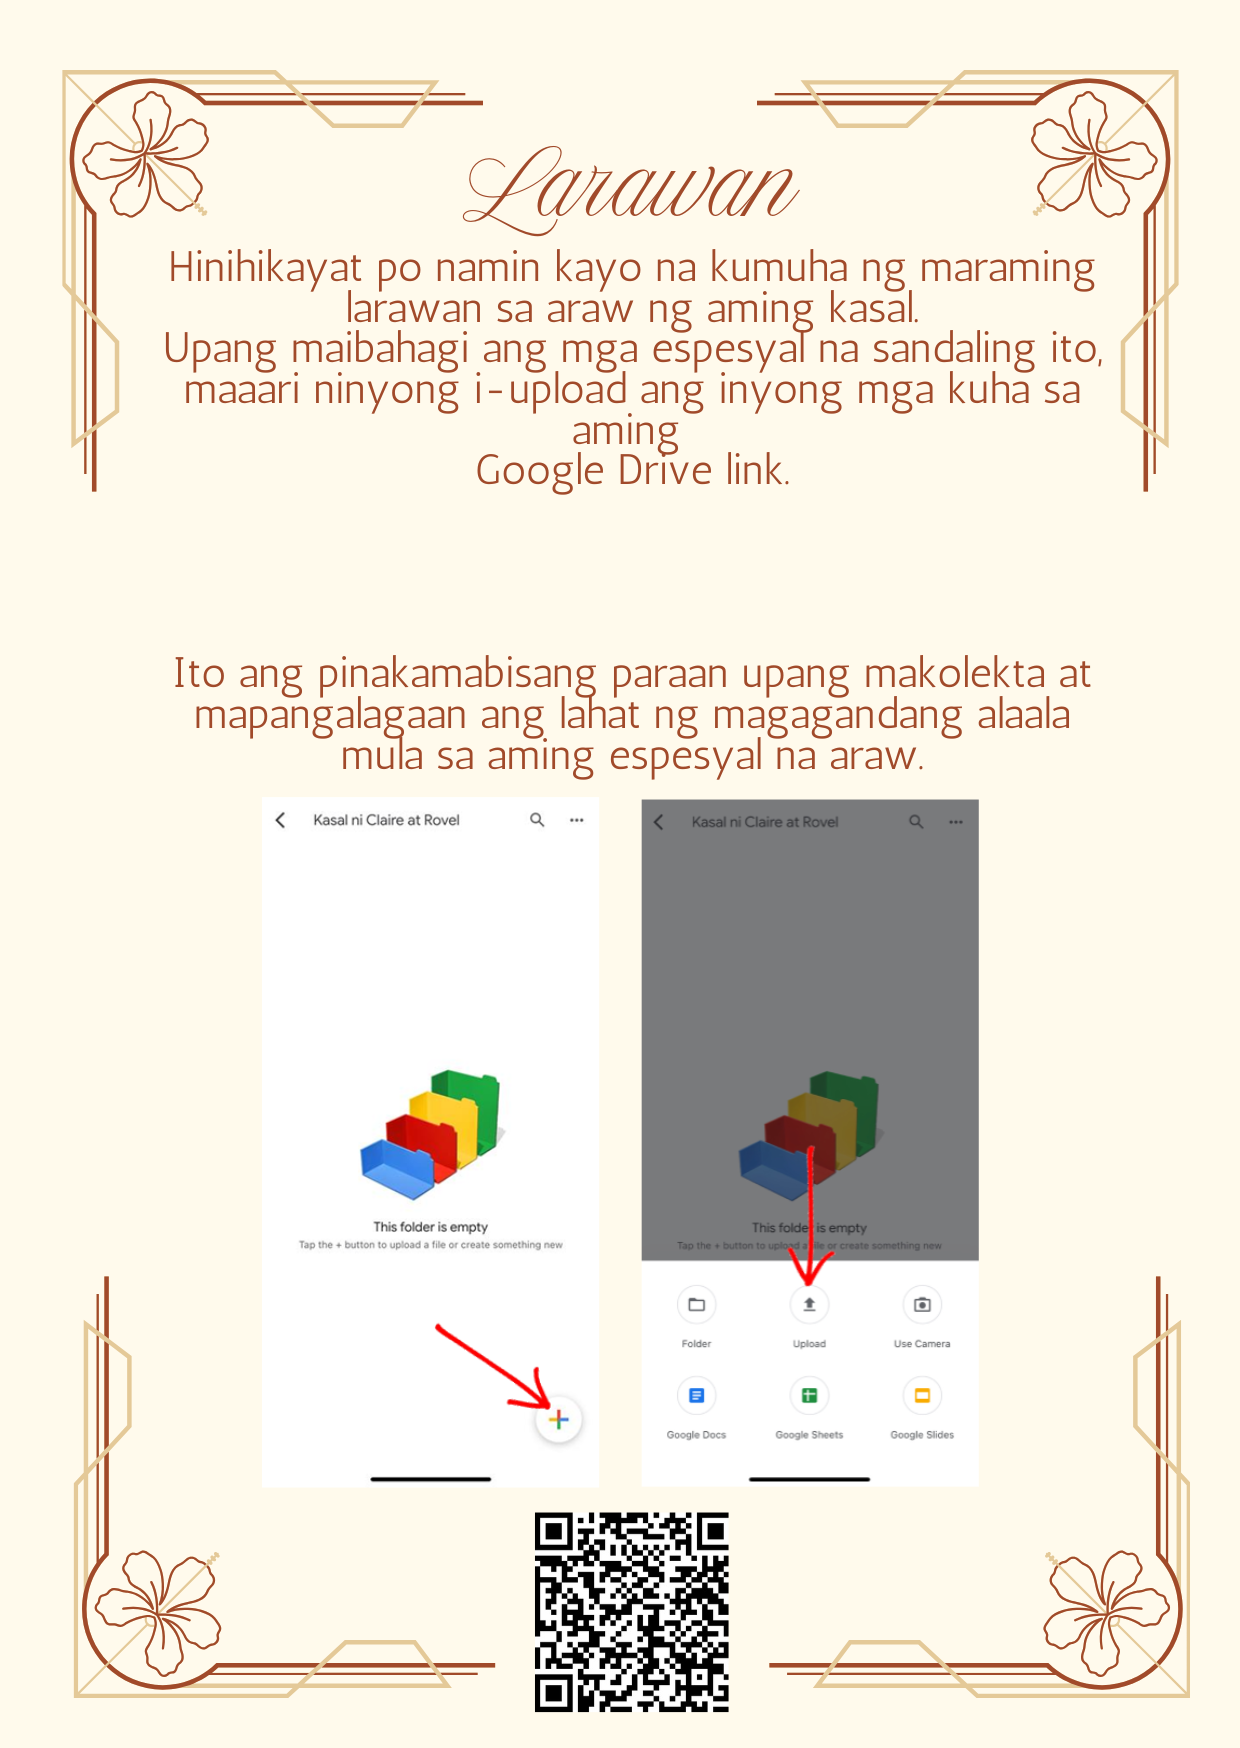 Larawan
Hinihikayat po namin kayo na kumuha ng maraming
larawan sa araw ng aming kasal.
Upang maibahagi ang mga espesyal na sandaling ito,
maaari ninyong i-upload ang inyong mga kuha sa
aming
Google Drive link.
Ito ang pinakamabisang paraan upang makolekta at
mapangalagaan ang lahat ng magagandang alaala
mula sa aming espesyal na araw.
Kasal ni Claire at Rovel
This folder is empty
Tap the + button to upload a file or create something new
Kasal ni Claire at Rovel
This folder is empty
Tap the + button to upload a file or create something new
Folder
Upload
Use Camera
Google Docs
Google Sheets
Google Slides